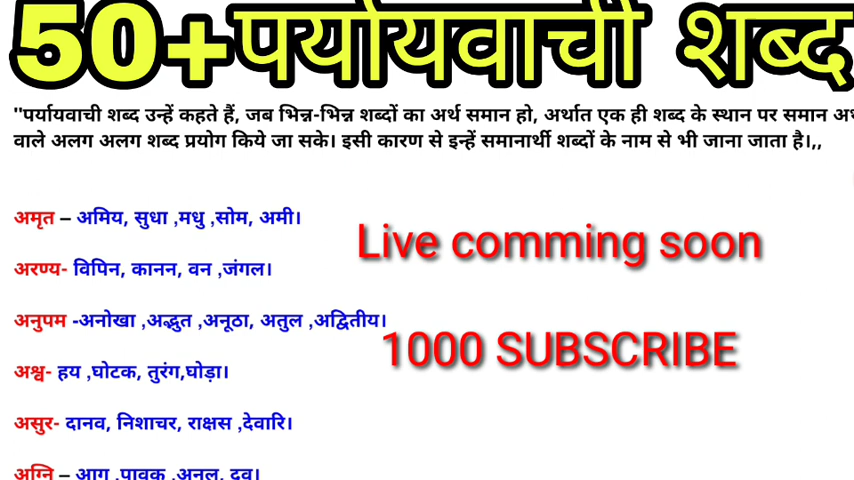 50+पर्यायवाची शब्द
"पर्यायवाची शब्द उन्हें कहते हैं, जब भिन्न-भिन्न शब्दों का अर्थ समान हो, अर्थात एक ही शब्द के स्थान पर समान
वाले अलग अलग शब्द प्रयोग किये जा सके। इसी कारण से इन्हें समानार्थी शब्दों के नाम से भी जाना जाता है।,,
अमृत – अमिय, सुधा ,मधु ,सोम, अमी।
Live comming soon
अरण्य- विपिन, कानन, वन ,जंगल।
अनुपम -अनोखा ,अद्भुत ,अनूठा, अतुल ,अद्वितीय।
1000 SUBSCRIBE
अश्व- हय ,घोटक, तुरंग,घोड़ा।
असुर- दानव, निशाचर, राक्षस ,देवारि।
अग्नि – आग ,पावक ,अनल, दव।